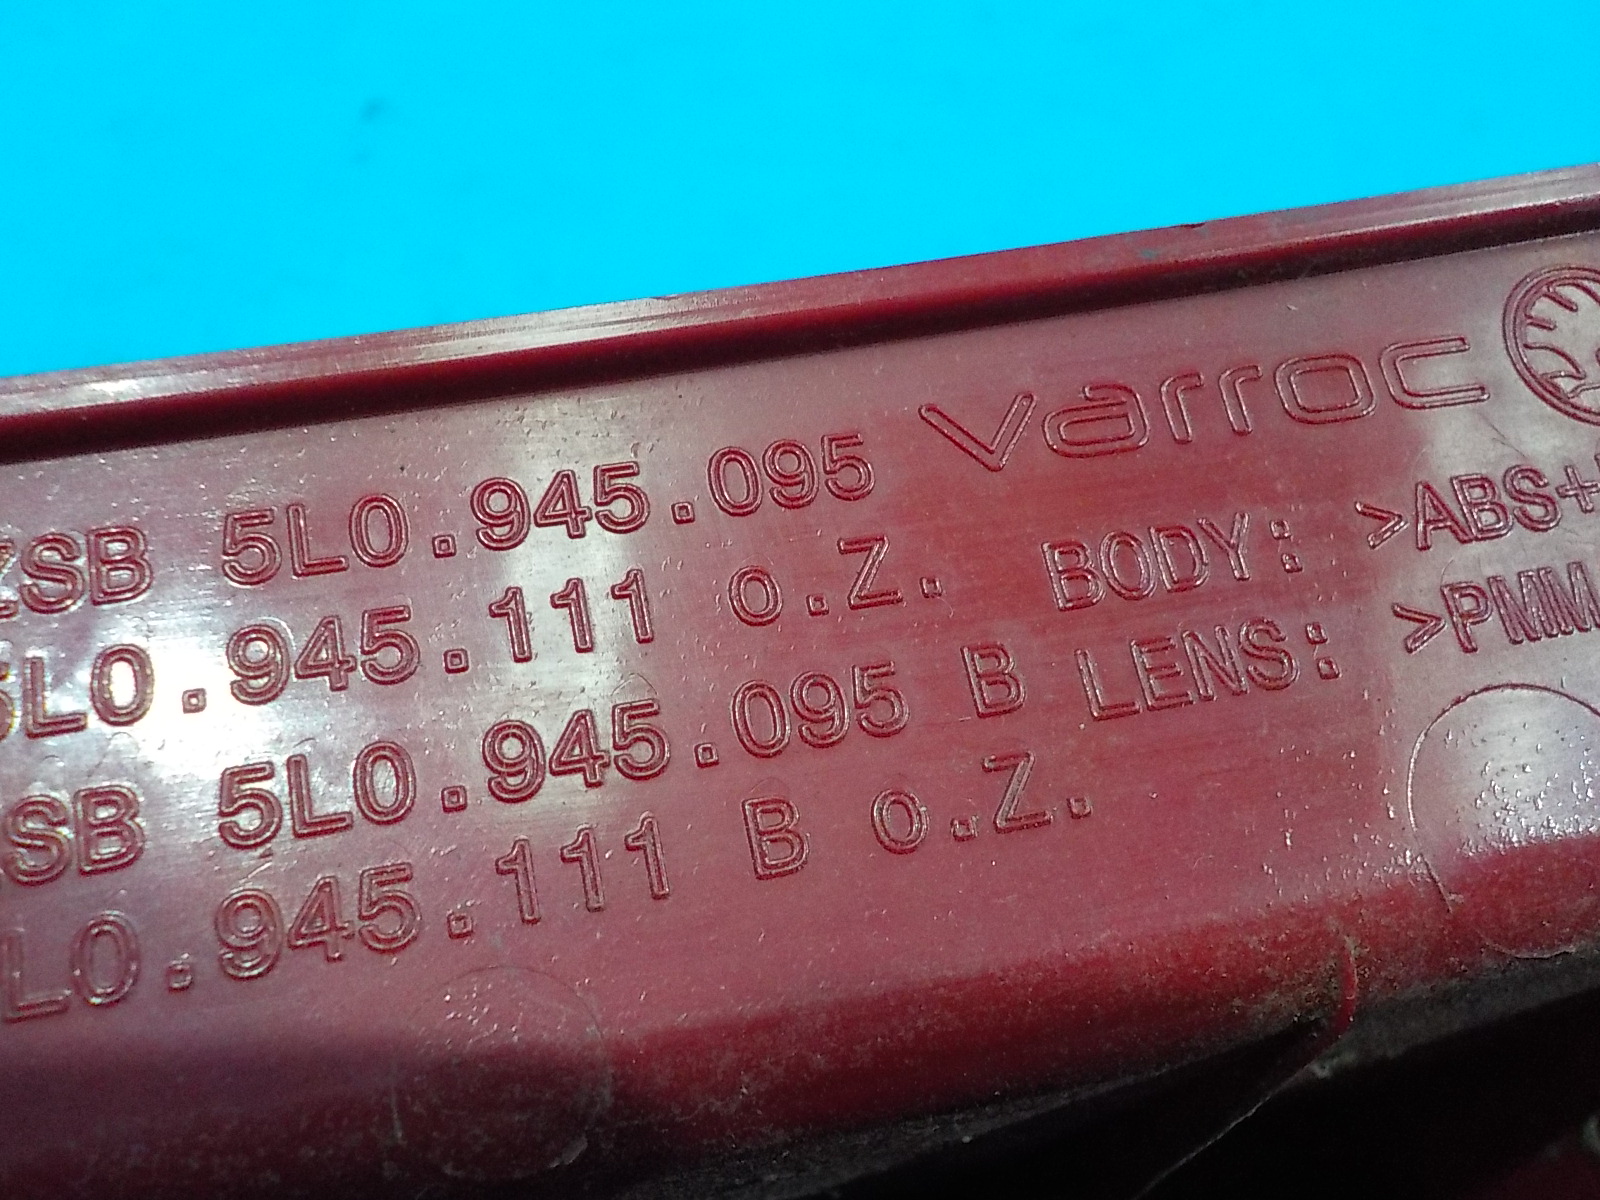 ZSB 5L0.945.095 varroc
5L0.945.111 o.Z. BODY: >ABS+
ZSB 5L0.945.095 B LENS: >PMM
5L0.945.111 B o.Z.